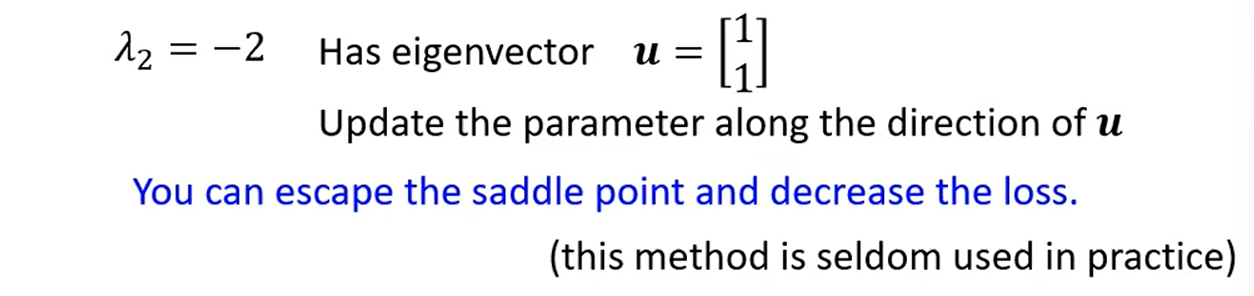 λ₂ = −2 Has eigenvector u = [1 1]
Update the parameter along the direction of u
You can escape the saddle point and decrease the loss.
(this method is seldom used in practice)